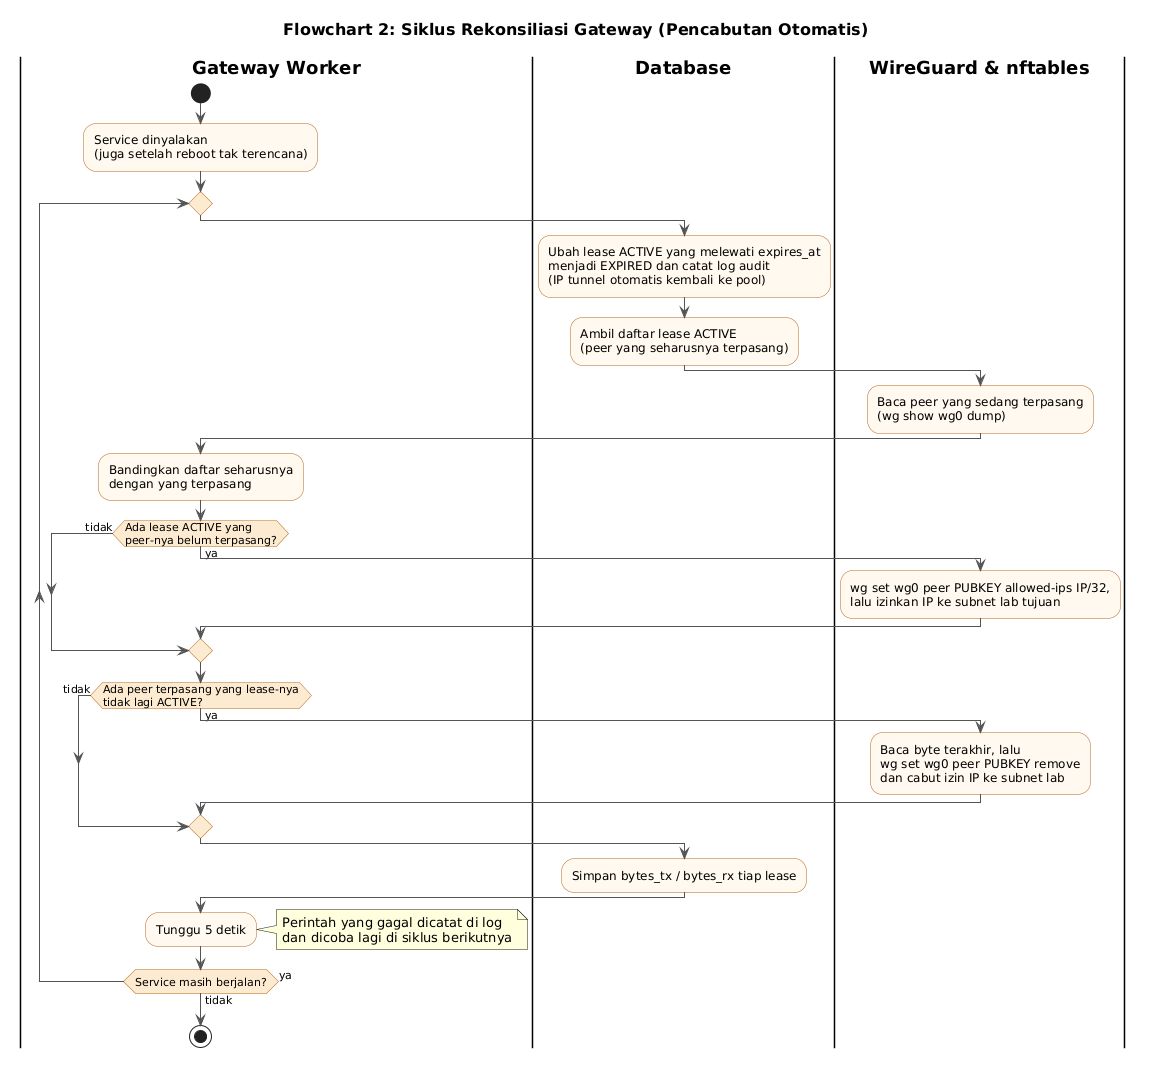 Flowchart 2: Siklus Rekonsiliasi Gateway (Pencabutan Otomatis)
Gateway Worker
Database
WireGuard & nftables
Service dinyalakan
(juga setelah reboot tak terencana)
Ubah lease ACTIVE yang melewati expires_at
menjadi EXPIRED dan catat log audit
(IP tunnel otomatis kembali ke pool)
Ambil daftar lease ACTIVE
(peer yang seharusnya terpasang)
Baca peer yang sedang terpasang
(wg show wg0 dump)
Bandingkan daftar seharusnya
dengan yang terpasang
tidak
Ada lease ACTIVE yang
peer-nya belum terpasang?
ya
wg set wg0 peer PUBKEY allowed-ips IP/32,
lalu izinkan IP ke subnet lab tujuan
tidak
Ada peer terpasang yang lease-nya
tidak lagi ACTIVE?
ya
Baca byte terakhir, lalu
wg set wg0 peer PUBKEY remove
dan cabut izin IP ke subnet lab
Simpan bytes_tx / bytes_rx tiap lease
Tunggu 5 detik
Perintah yang gagal dicatat di log
dan dicoba lagi di siklus berikutnya
Service masih berjalan?
ya
tidak